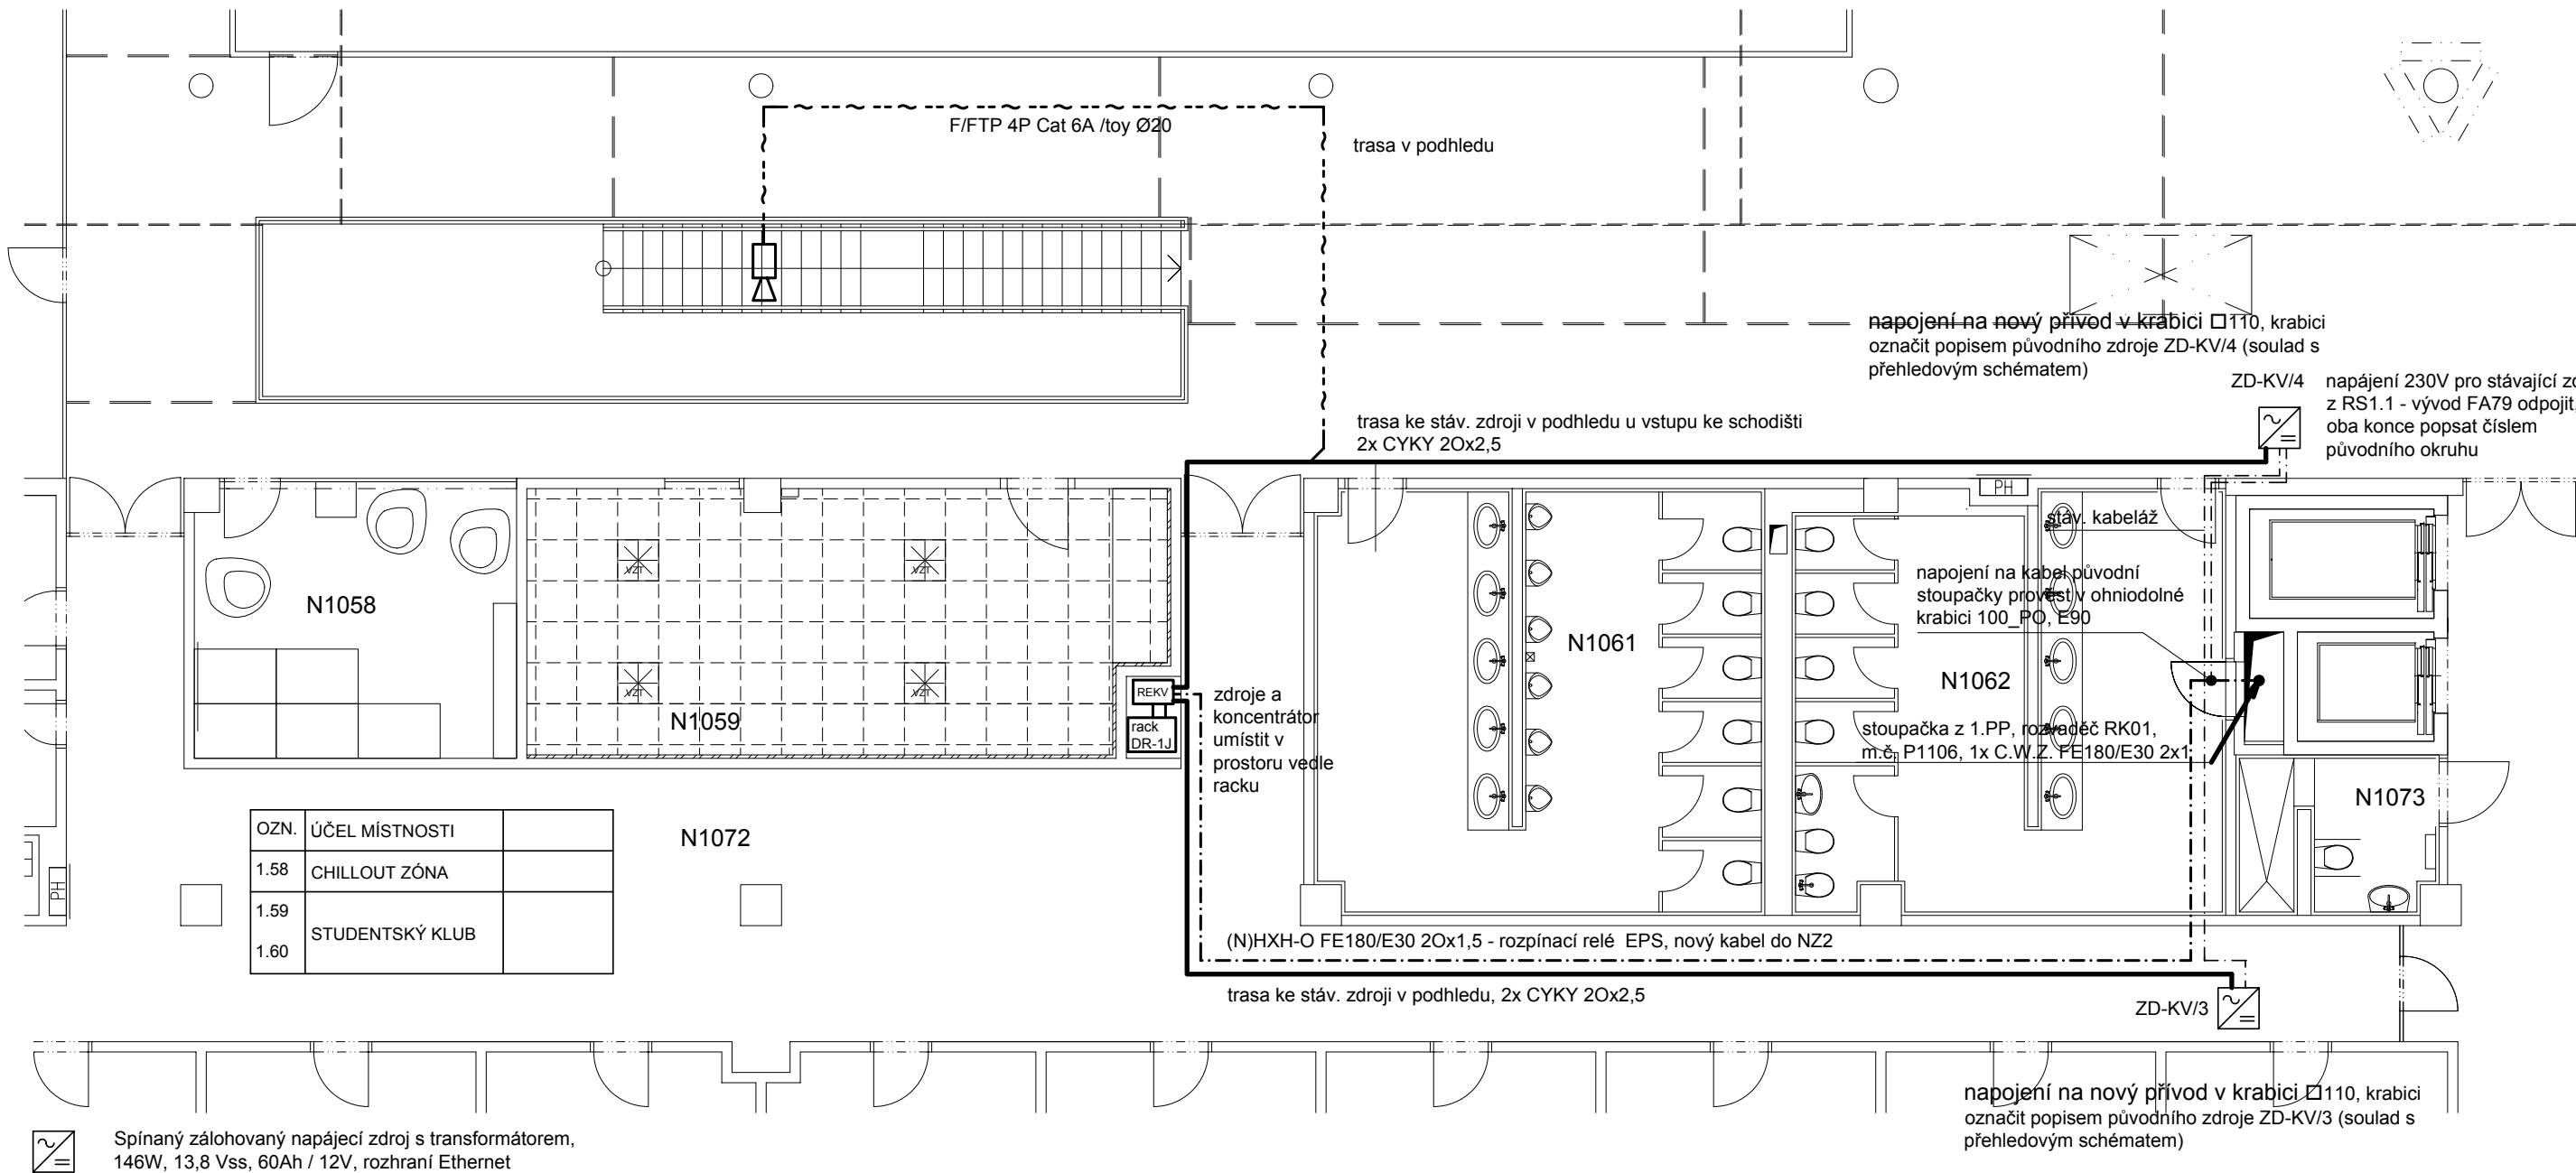 F/FTP 4P Cat 6A /toy Ø20
trasa v podhledu
napojení na nový přívod v krabici □110, krabici
označit popisem původního zdroje ZD-KV/4 (soulad s
přehledovým schématem)
ZD-KV/4
napájení 230V pro stávající
z RS1.1 - vývod FA79 odpojit,
oba konce popsat číslem
původního okruhu
trasa ke stáv. zdroji v podhledu u vstupu ke schodišti
2x CYKY 2Ox2,5
PH
stáv. kabeláž
VZT
VZT
napojení na kabel původní
stoupačky provést v ohniodolné
krabici 100_PO, E90
N1058
N1061
N1062
VZT
VZT
N1059
REKV
rack
DR-1J
zdroje a
koncentrátor
umístit v
prostoru vedle
racku
stoupačka z 1.PP, rozvaděč RK01,
m.č. P1106, 1x C.W.Z. FE180/E30 2x1
N1073
OZN. ÚČEL MÍSTNOSTI
1.58 CHILLOUT ZÓNA
1.59
STUDENTSKÝ KLUB
1.60
N1072
PH
(N)HXH-O FE180/E30 2Ox1,5 - rozpínací relé EPS, nový kabel do NZ2
trasa ke stáv. zdroji v podhledu, 2x CYKY 2Ox2,5
ZD-KV/3
napojení na nový přívod v krabici □110, krabici
označit popisem původního zdroje ZD-KV/3 (soulad s
přehledovým schématem)
Spínaný zálohovaný napájecí zdroj s transformátorem,
146W, 13,8 Vss, 60Ah / 12V, rozhraní Ethernet